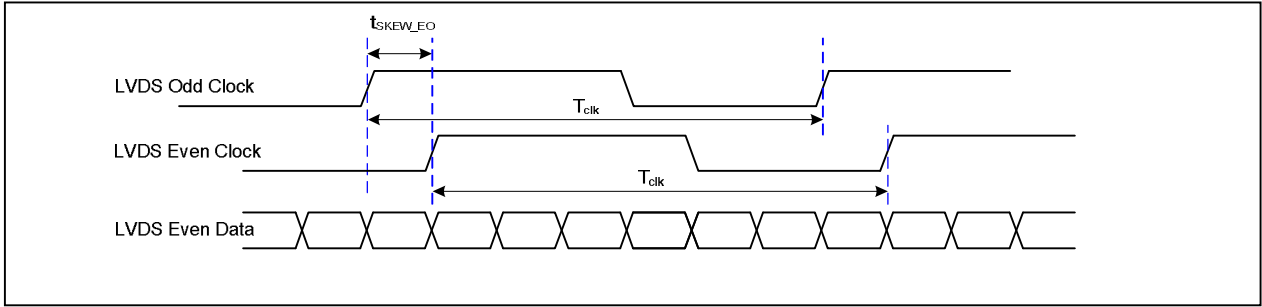 tSKEW_EO
LVDS Odd Clock
Tclk
LVDS Even Clock
Tclk
LVDS Even Data